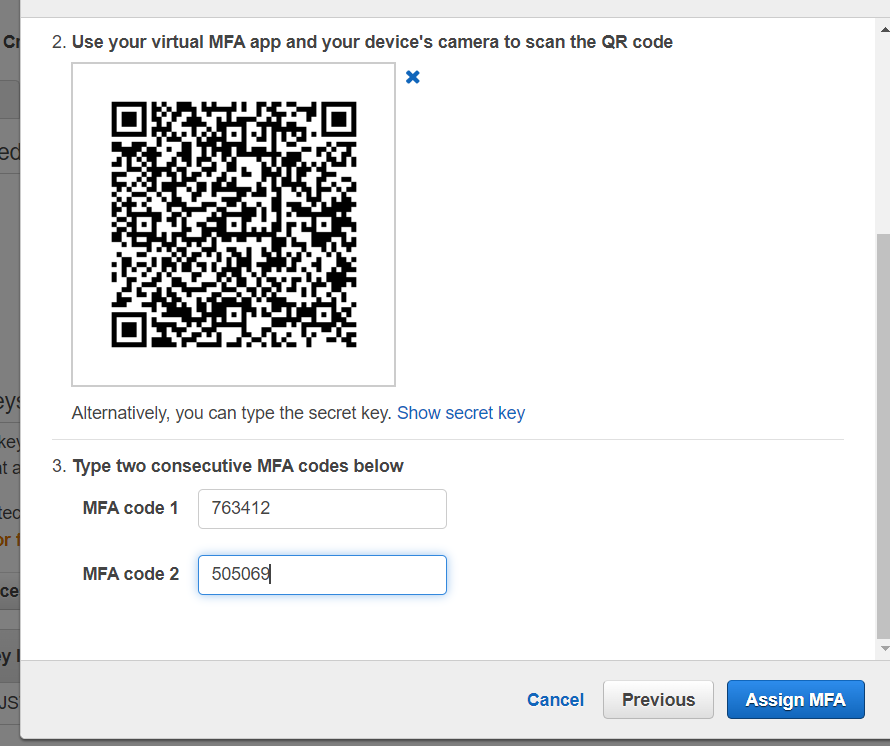 2. Use your virtual MFA app and your device's camera to scan the QR code
Alternatively, you can type the secret key. Show secret key
3. Type two consecutive MFA codes below
MFA code 1 763412
MFA code 2 505069
Cancel Previous Assign MFA